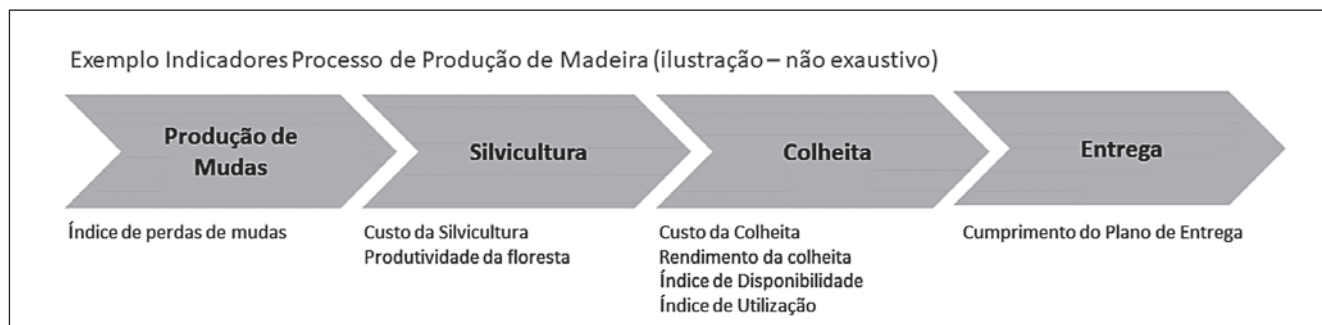 Exemplo Indicadores Processo de Produção de Madeira (ilustração – não exaustivo)
Produção de
Mudas
Silvicultura
Colheita
Entrega
Índice de perdas de mudas
Custo da Silvicultura
Produtividade da floresta
Custo da Colheita
Rendimento da colheita
Índice de Disponibilidade
Índice de Utilização
Cumprimento do Plano de Entrega